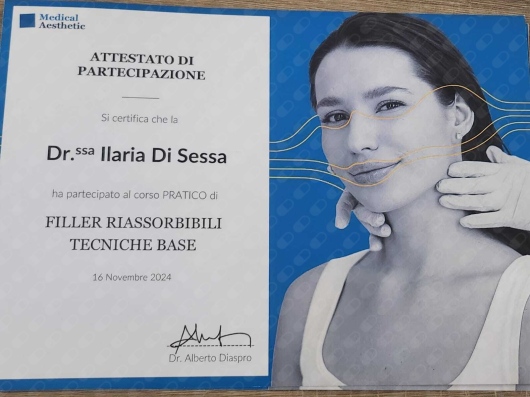 Medical
Aesthetic
ATTESTATO DI
PARTECIPAZIONE
Si certifica che la
Dr.ssa Ilaria Di Sessa
ha partecipato al corso PRATICO di
FILLER RIASSORBIBILI
TECNICHE BASE
16 Novembre 2024
Dr. Alberto Diaspro